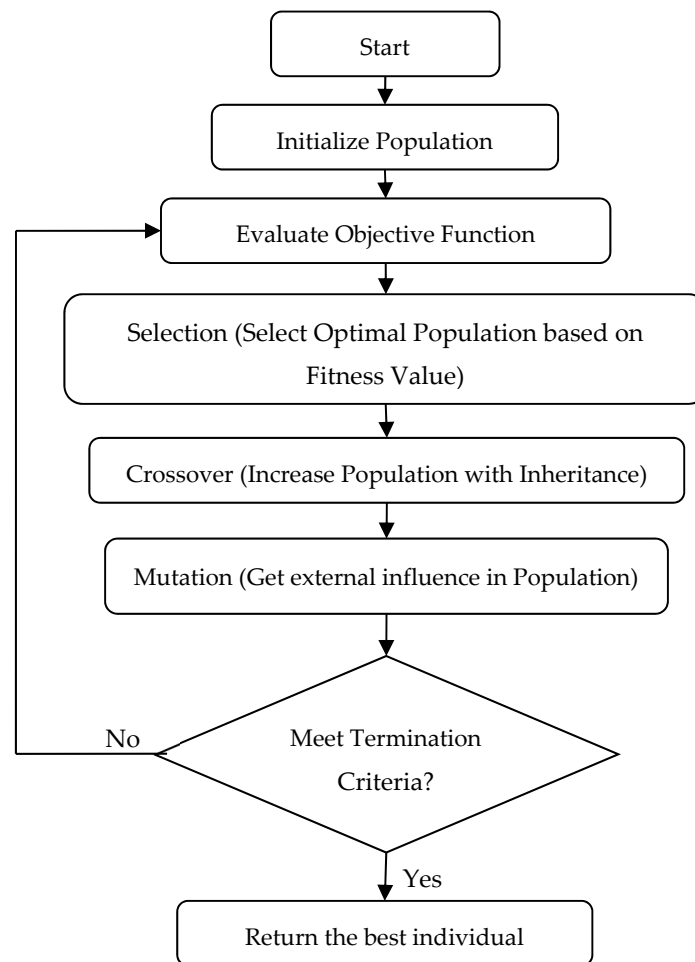 Start
Initialize Population
Evaluate Objective Function
Selection (Select Optimal Population based on
Fitness Value)
Crossover (Increase Population with Inheritance)
Mutation (Get external influence in Population)
No
Meet Termination
Criteria?
Yes
Return the best individual